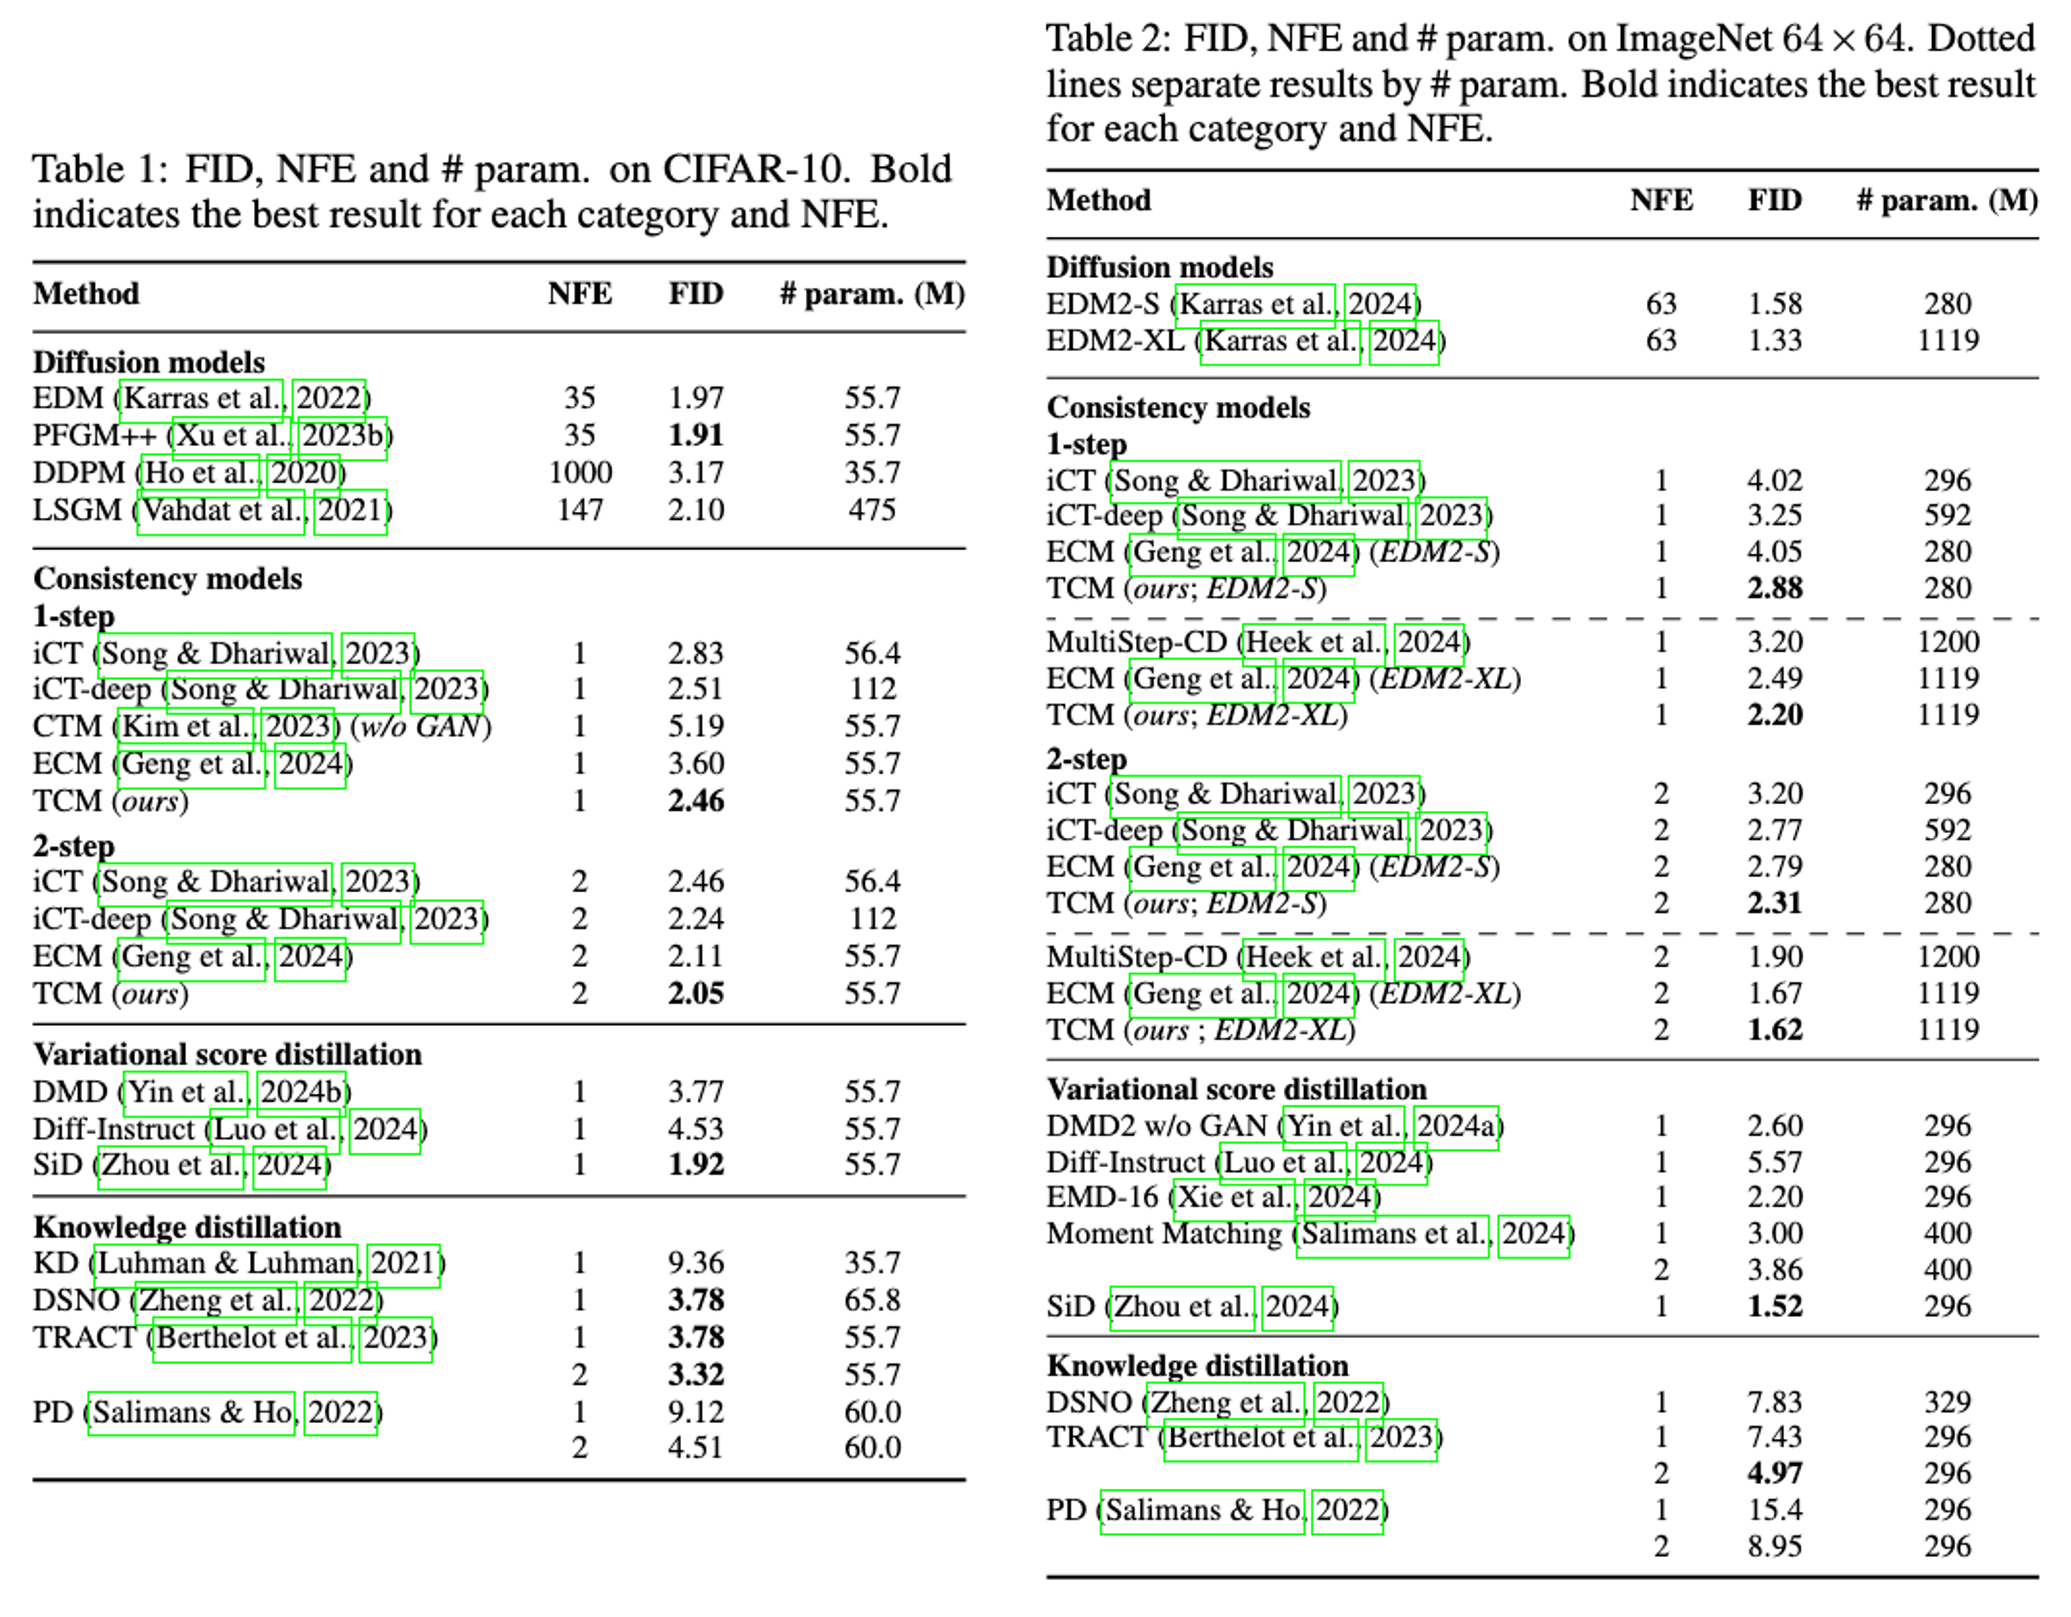 Table 1: FID, NFE and # param. on CIFAR-10. Bold
indicates the best result for each category and NFE.
Method NFE FID # param. (M)
Diffusion models
EDM (Karras et al., 2022) 35 1.97 55.7
PFGM++ (Xu et al., 2023b) 35 1.91 55.7
DDPM (Ho et al., 2020) 1000 3.17 35.7
LSGM (Vahdat et al., 2021) 147 2.10 475
Consistency models
1-step
iCT (Song & Dhariwal, 2023) 1 2.83 56.4
iCT-deep (Song & Dhariwal, 2023) 1 2.51 112
CTM (Kim et al., 2023) (w/o GAN) 1 5.19 55.7
ECM (Geng et al., 2024) 1 3.60 55.7
TCM (ours) 1 2.46 55.7
2-step
iCT (Song & Dhariwal, 2023) 2 2.46 56.4
iCT-deep (Song & Dhariwal, 2023) 2 2.24 112
ECM (Geng et al., 2024) 2 2.11 55.7
TCM (ours) 2 2.05 55.7
Variational score distillation
DMD (Yin et al., 2024b) 1 3.77 55.7
Diff-Instruct (Luo et al., 2024) 1 4.53 55.7
SiD (Zhou et al., 2024) 1 1.92 55.7
Knowledge distillation
KD (Luhman & Luhman, 2021) 1 9.36 35.7
DSNO (Zheng et al., 2022) 1 3.78 65.8
TRACT (Berthelot et al., 2023) 1 3.78 55.7
2 3.32 55.7
PD (Salimans & Ho, 2022) 1 9.12 60.0
2 4.51 60.0
Table 2: FID, NFE and # param. on ImageNet 64 × 64. Dotted
lines separate results by # param. Bold indicates the best result
for each category and NFE.
Method NFE FID # param. (M)
Diffusion models
EDM2-S (Karras et al., 2024) 63 1.58 280
EDM2-XL (Karras et al., 2024) 63 1.33 1119
Consistency models
1-step
iCT (Song & Dhariwal, 2023) 1 4.02 296
iCT-deep (Song & Dhariwal, 2023) 1 3.25 592
ECM (Geng et al., 2024) (EDM2-S) 1 4.05 280
TCM (ours; EDM2-S) 1 2.88 280
MultiStep-CD (Heek et al., 2024) 1 3.20 1200
ECM (Geng et al., 2024) (EDM2-XL) 1 2.49 1119
TCM (ours; EDM2-XL) 1 2.20 1119
2-step
iCT (Song & Dhariwal, 2023) 2 3.20 296
iCT-deep (Song & Dhariwal, 2023) 2 2.77 592
ECM (Geng et al., 2024) (EDM2-S) 2 2.79 280
TCM (ours; EDM2-S) 2 2.31 280
MultiStep-CD (Heek et al., 2024) 2 1.90 1200
ECM (Geng et al., 2024) (EDM2-XL) 2 1.67 1119
TCM (ours ; EDM2-XL) 2 1.62 1119
Variational score distillation
DMD2 w/o GAN (Yin et al., 2024a) 1 2.60 296
Diff-Instruct (Luo et al., 2024) 1 5.57 296
EMD-16 (Xie et al., 2024) 1 2.20 296
Moment Matching (Salimans et al., 2024) 1 3.00 400
2 3.86 400
SiD (Zhou et al., 2024) 1 1.52 296
Knowledge distillation
DSNO (Zheng et al., 2022) 1 7.83 329
TRACT (Berthelot et al., 2023) 1 7.43 296
2 4.97 296
PD (Salimans & Ho, 2022) 1 15.4 296
2 8.95 296